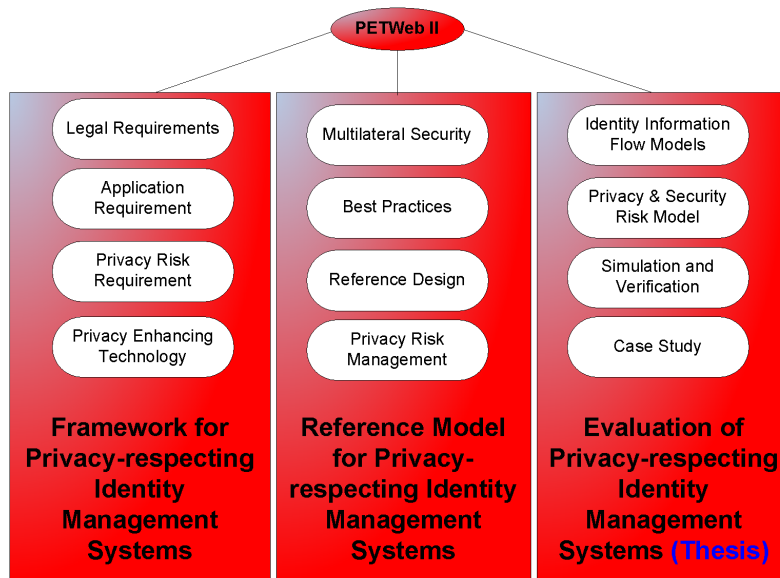 PETWeb II
Legal Requirements
Application
Requirement
Privacy Risk
Requirement
Privacy Enhancing
Technology
Framework for
Privacy-respecting
Identity
Management
Systems
Multilateral Security
Best Practices
Reference Design
Privacy Risk
Management
Reference Model
for Privacy-
respecting Identity
Management
Systems
Identity Information
Flow Models
Privacy & Security
Risk Model
Simulation and
Verification
Case Study
Evaluation of
Privacy-respecting
Identity
Management
Systems (Thesis)